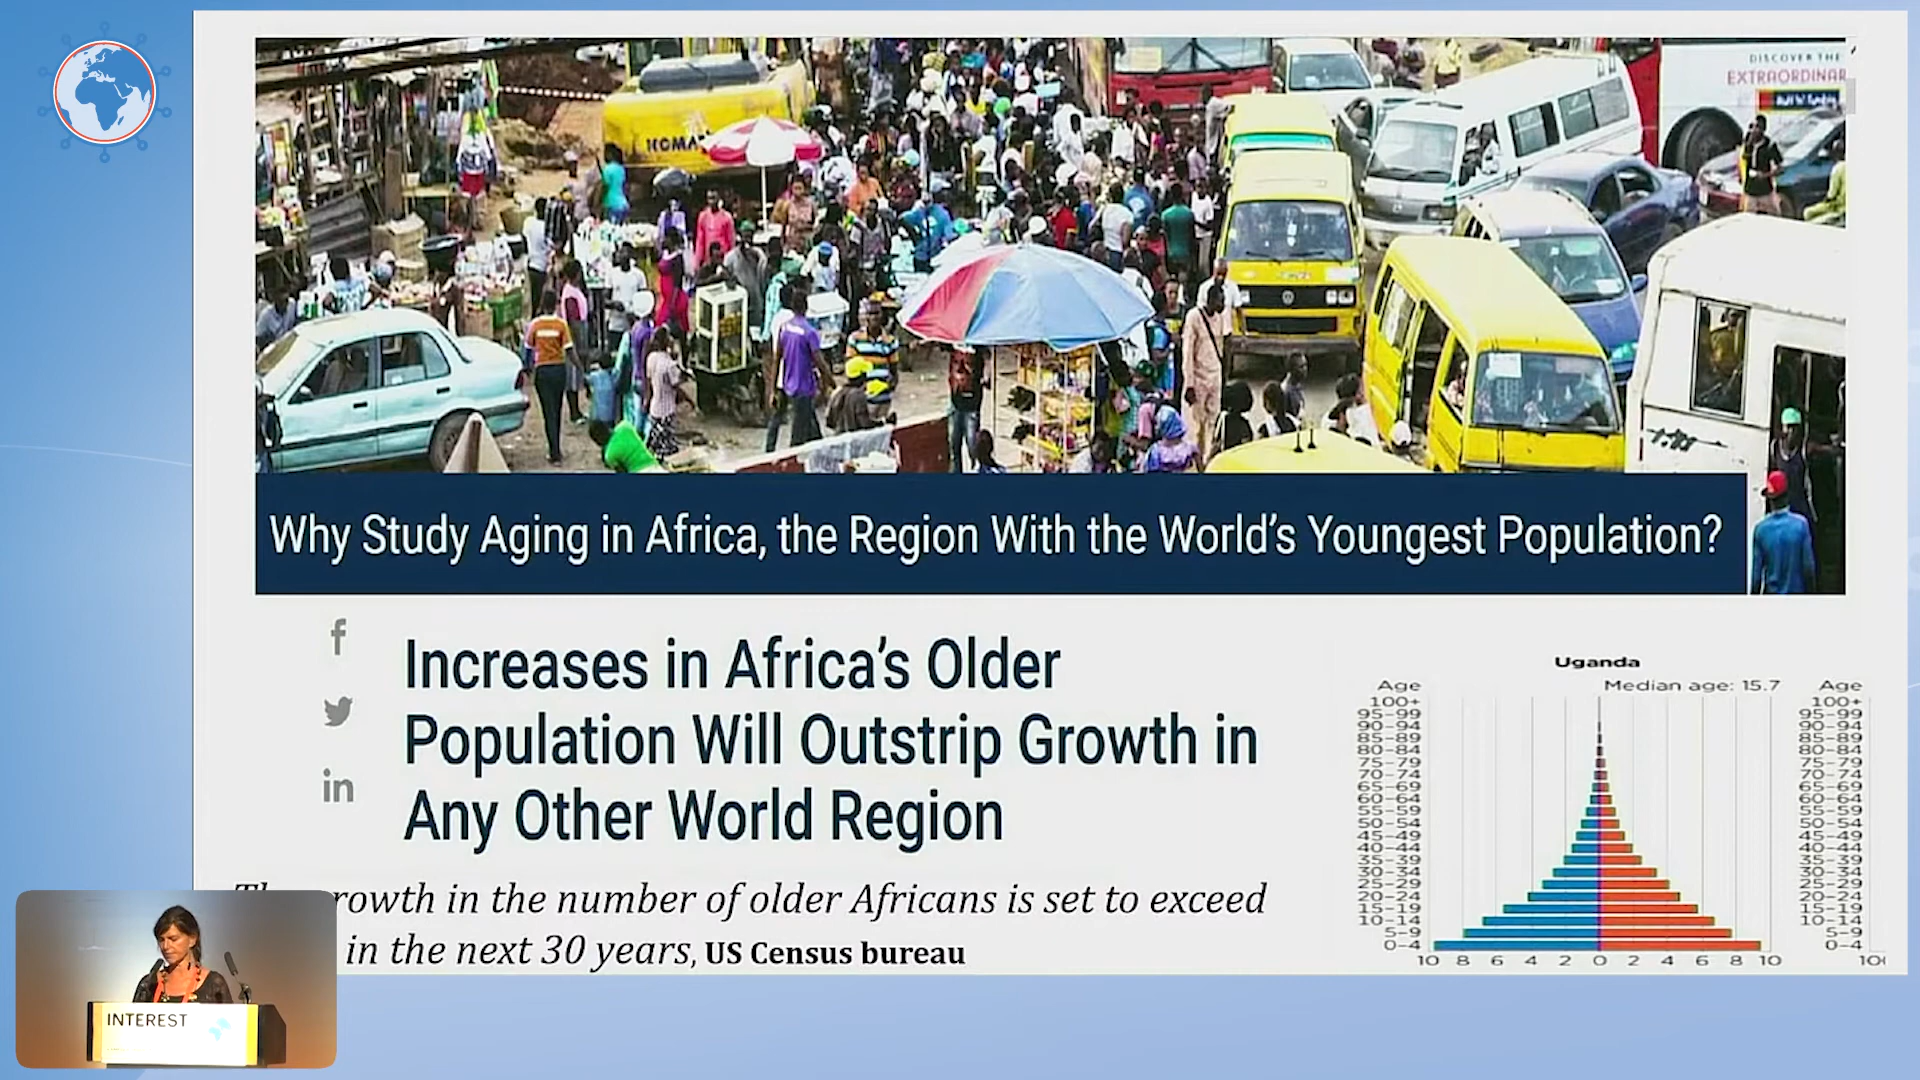 DISCOVER THE
EXTRAORDINAR
KOMA
Why Study Aging in Africa, the Region With the World's Youngest Population?
f
in
Increases in Africa's Older
Population Will Outstrip Growth in
Any Other World Region
rowth in the number of older Africans is set to exceed
in the next 30 years, US Census bureau
Uganda
Age Median age: 15.7 Age
100+ 100+
95-99 95-99
90-94 90-94
85-89 85-89
80-84 80-84
75-79 75-79
70-74 70-74
65-69 65-69
60-64 60-64
55-59 55-59
50-54 50-54
45-49 45-49
40-44 40-44
35-39 35-39
30-34 30-34
25-29 25-29
20-24 20-24
15-19 15-19
10-14 10-14
5-9 5-9
0-4 0-4
10 8 6 4 2 0 2 4 6 8 10 10
INTEREST